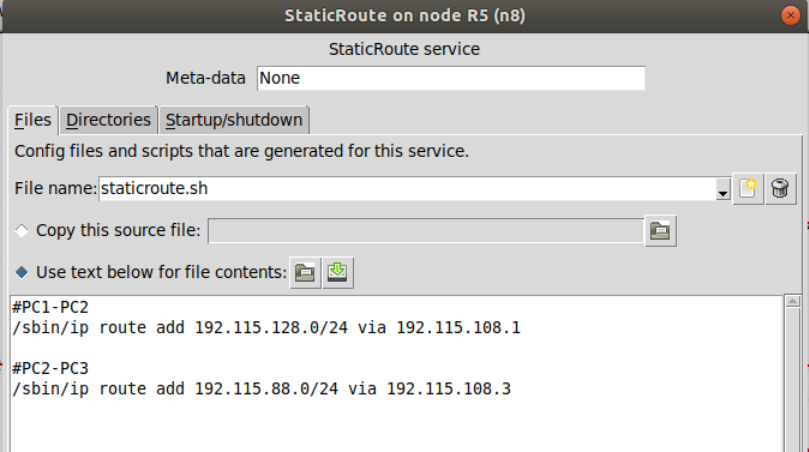 StaticRoute on node R5 (n8)
StaticRoute service
Meta-data None
Files Directories Startup/shutdown
Config files and scripts that are generated for this service.
File name: staticroute.sh
Copy this source file:
Use text below for file contents:
#PC1-PC2
/sbin/ip route add 192.115.128.0/24 via 192.115.108.1
#PC2-PC3
/sbin/ip route add 192.115.88.0/24 via 192.115.108.3